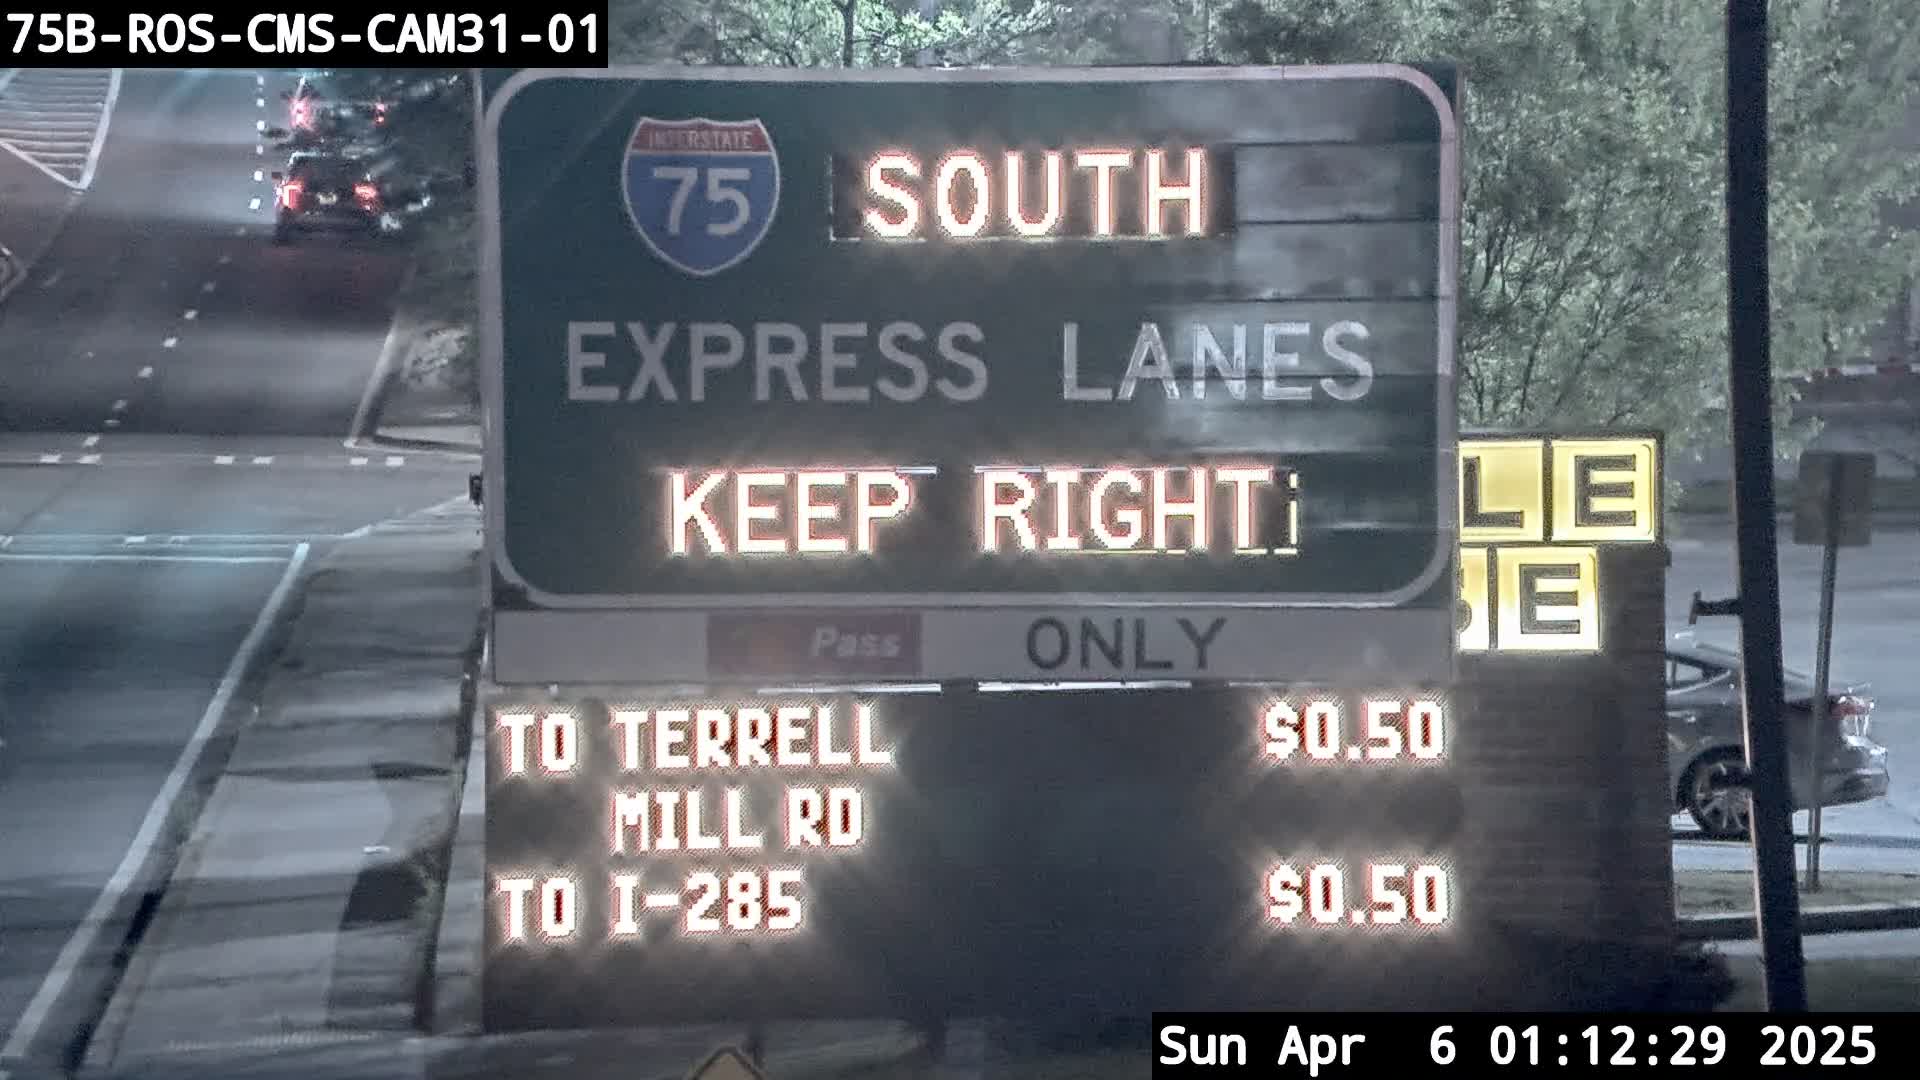 75B-ROS-CMS-CAM31-01
INTERSTATE
75
SOUTH
EXPRESS LANES
KEEP RIGHT
Pass ONLY
TO TERRELL $0.50
MILL RD
TO I-285 $0.50
LE
E
Sun Apr 6 01:12:29 2025